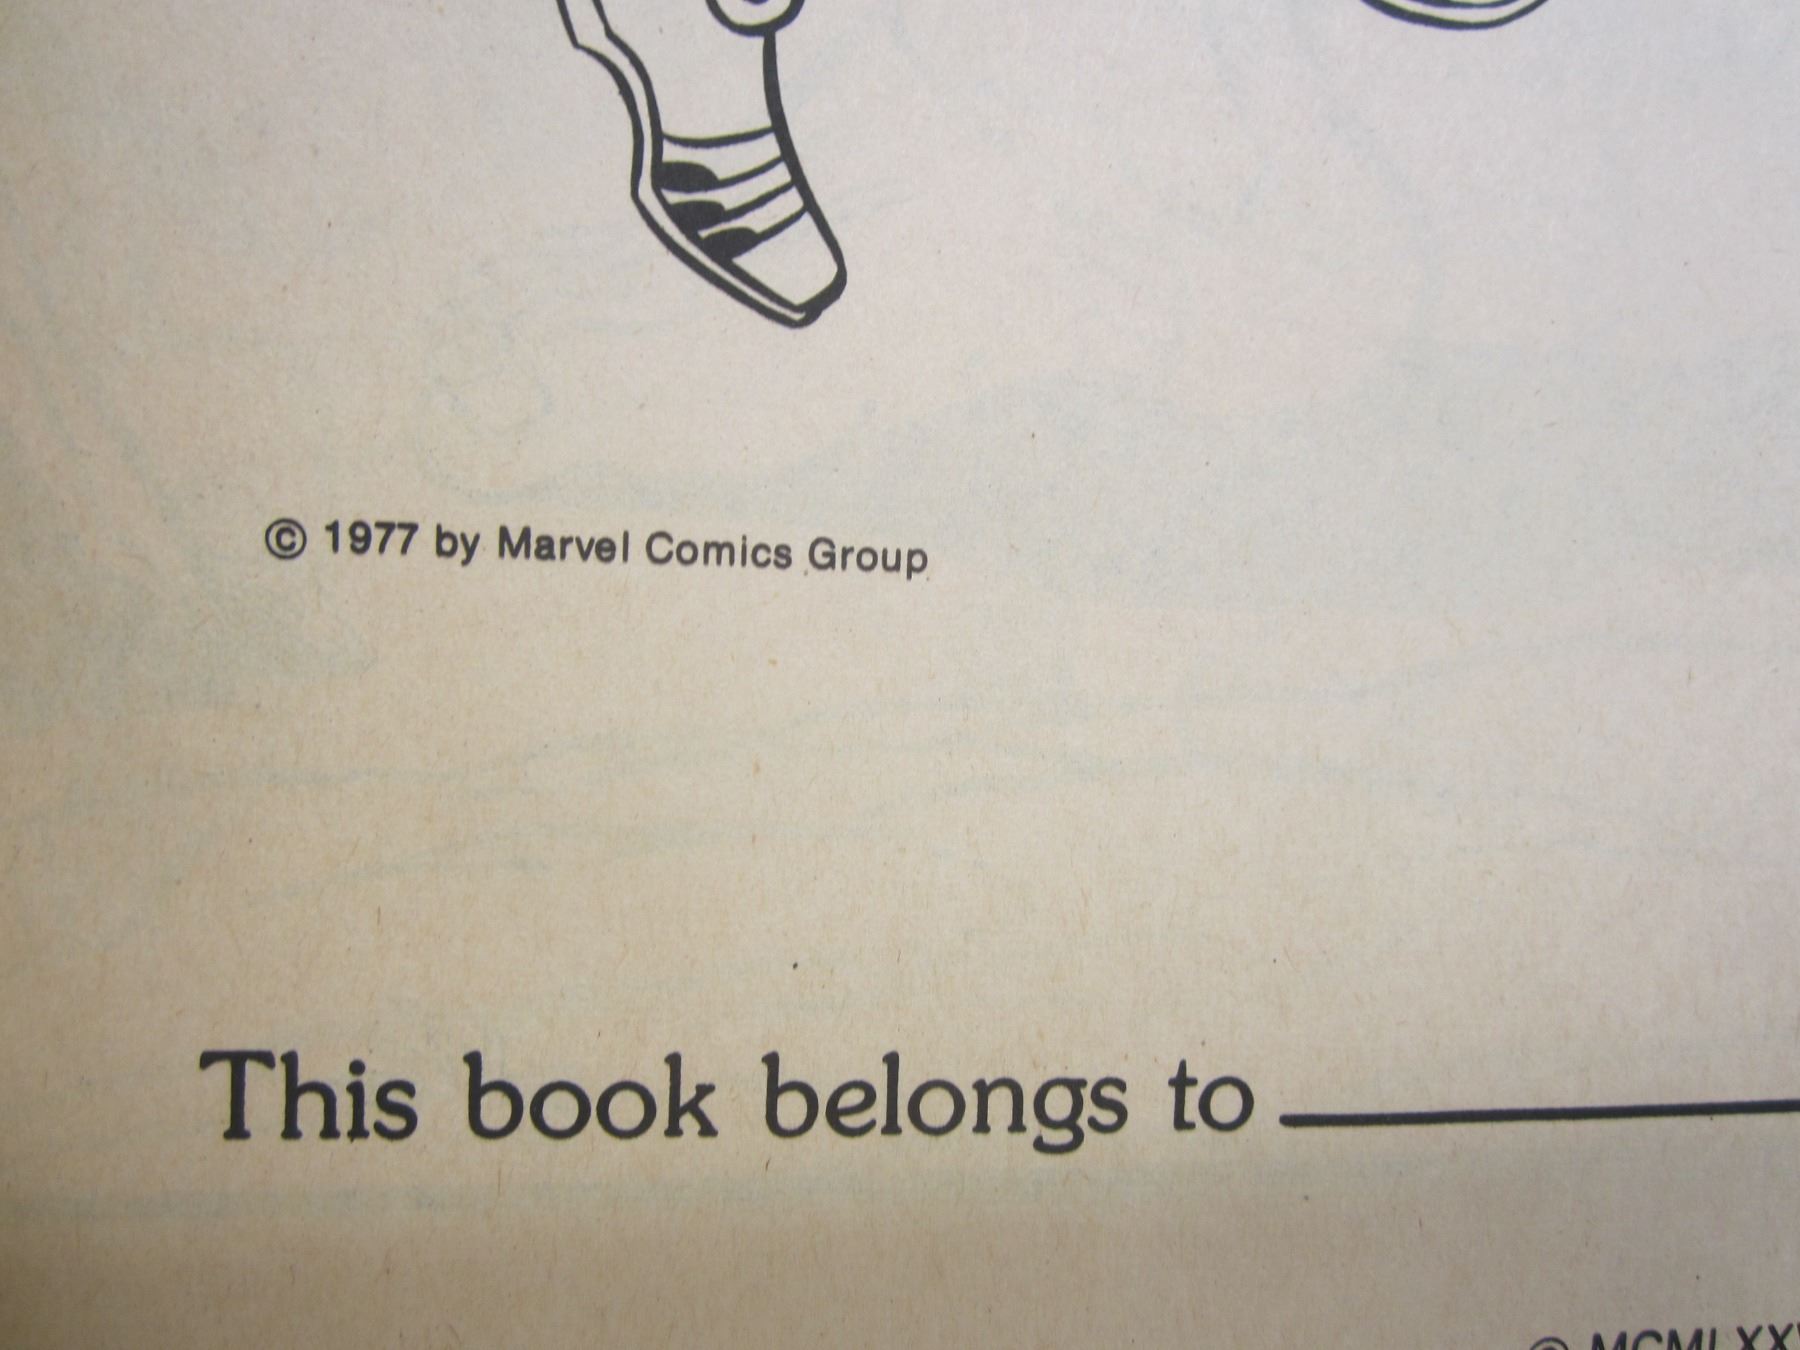 © 1977 by Marvel Comics Group
This book belongs to